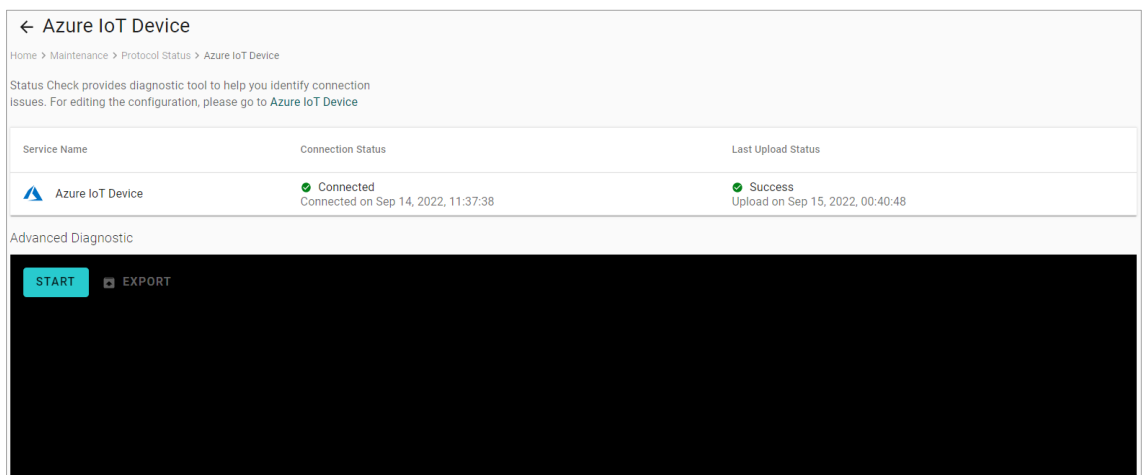 ← Azure IoT Device
Home > Maintenance > Protocol Status > Azure IoT Device
Status Check provides diagnostic tool to help you identify connection
issues. For editing the configuration, please go to Azure IoT Device
Service Name Connection Status Last Upload Status
Azure IoT Device Connected Success
Connected on Sep 14, 2022, 11:37:38 Upload on Sep 15, 2022, 00:40:48
Advanced Diagnostic
START EXPORT